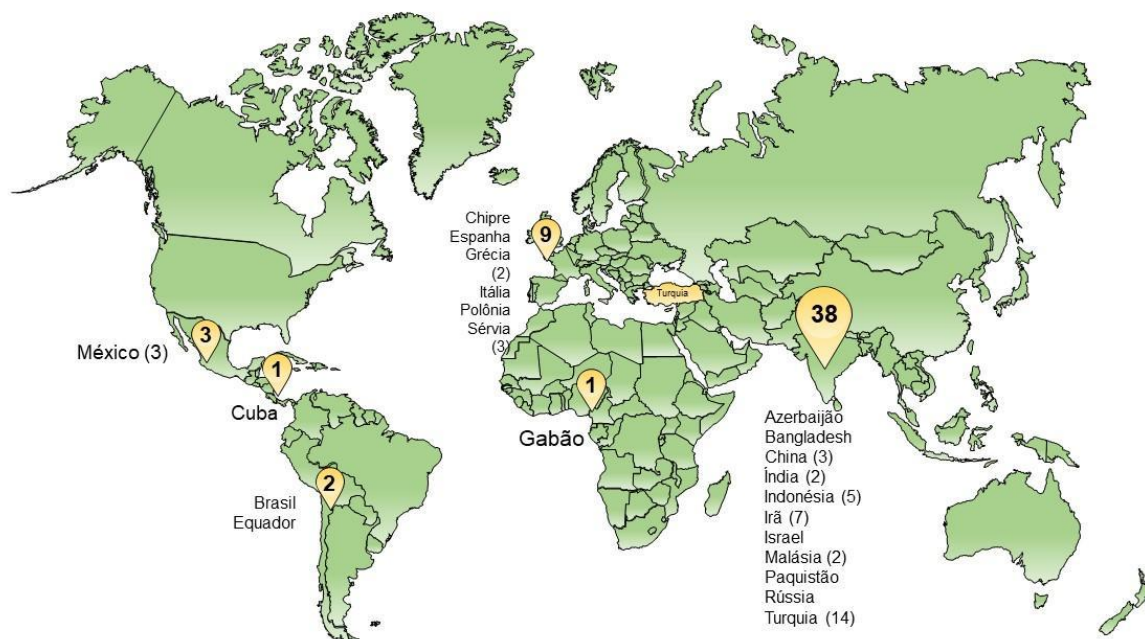 Chipre
Espanha
Grécia
(2)
Itália
Polônia
Sérvia
(3)
9
Turquia
38
México (3)
3
1
Cuba
1
Gabão
2
Brasil
Equador
Azerbaijão
Bangladesh
China (3)
Índia (2)
Indonésia (5)
Irã (7)
Israel
Malásia (2)
Paquistão
Rússia
Turquia (14)